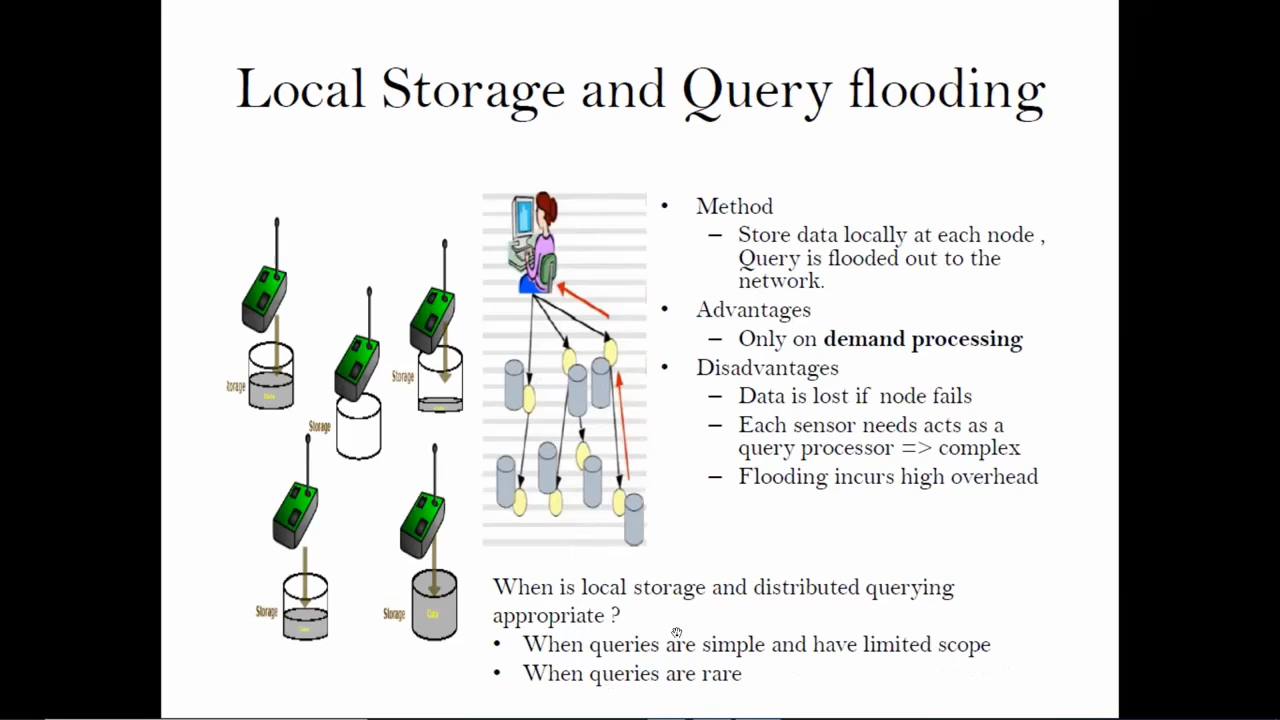 Local Storage and Query flooding
• Method
– Store data locally at each node ,
Query is flooded out to the
network.
• Advantages
– Only on demand processing
• Disadvantages
– Data is lost if node fails
– Each sensor needs acts as a
query processor => complex
– Flooding incurs high overhead
Storage
Storage
Storage
Storage
Storage
Data
When is local storage and distributed querying
appropriate ?
• When queries are simple and have limited scope
• When queries are rare